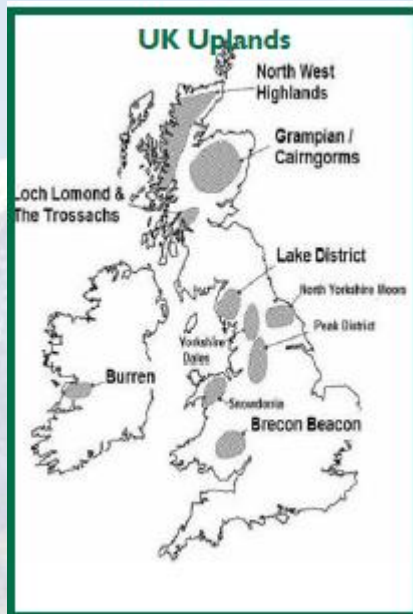 UK Uplands
North West
Highlands
Grampian /
Cairngorms
Loch Lomond &
The Trossachs
Lake District
North Yorkshire Moors
Yorkshire
Dales
Peak District
Burren
Snowdonia
Brecon Beacon